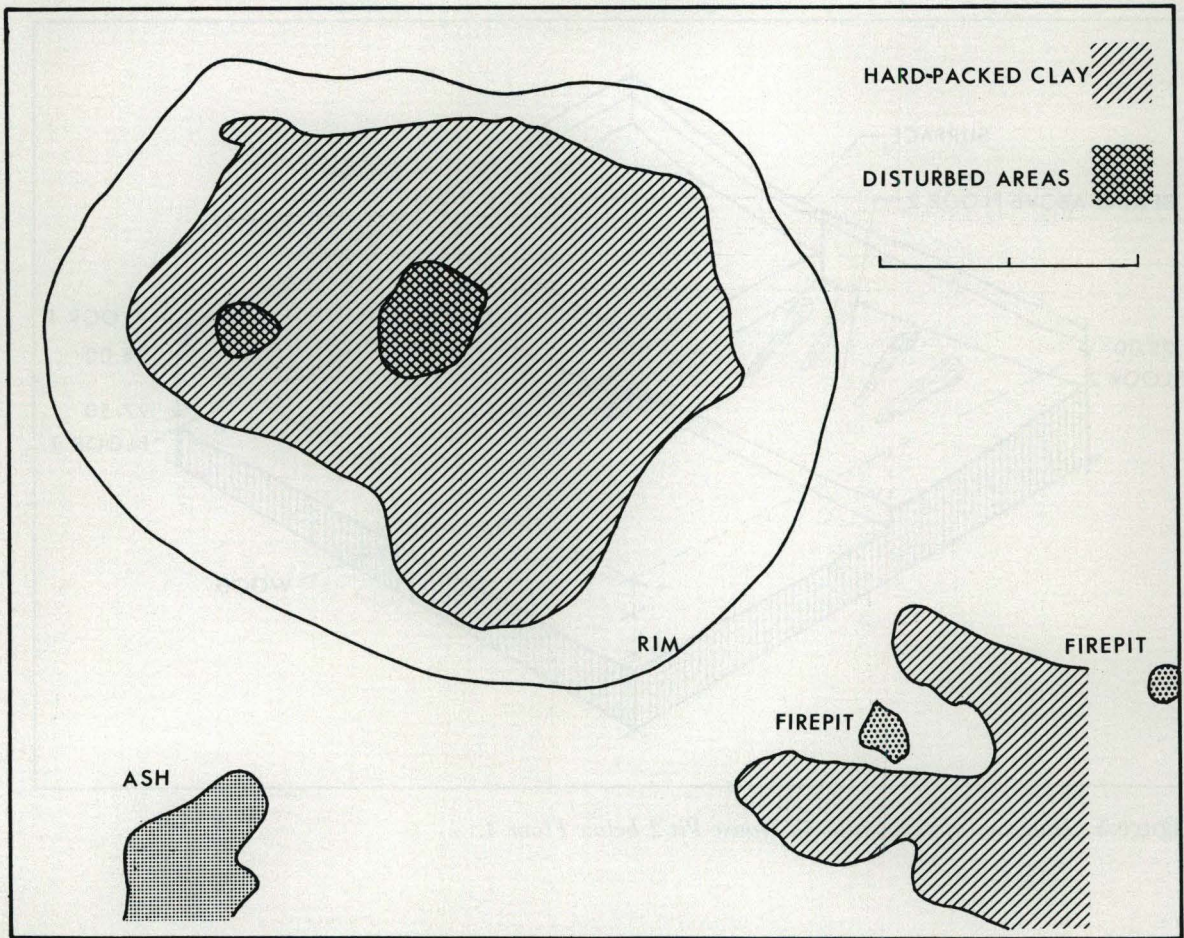 HARD-PACKED CLAY
DISTURBED AREAS
RIM
FIREPIT
FIREPIT
ASH